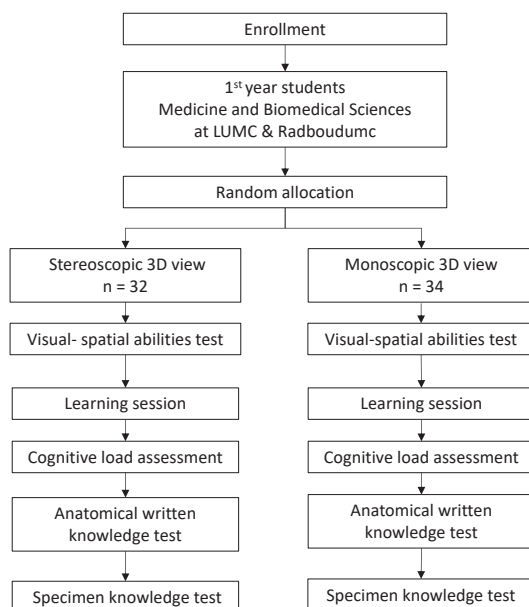 Enrollment
1st year students
Medicine and Biomedical Sciences
at LUMC & Radboudumc
Random allocation
Stereoscopic 3D view
n = 32
Visual- spatial abilities test
Learning session
Cognitive load assessment
Anatomical written
knowledge test
Specimen knowledge test
Monoscopic 3D view
n = 34
Visual-spatial abilities test
Learning session
Cognitive load assessment
Anatomical written
knowledge test
Specimen knowledge test